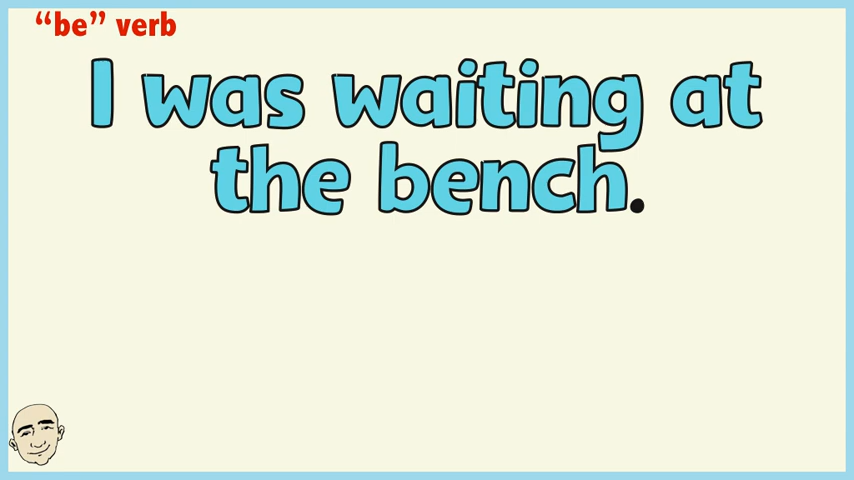 “be” verb
I was waiting at
the bench.